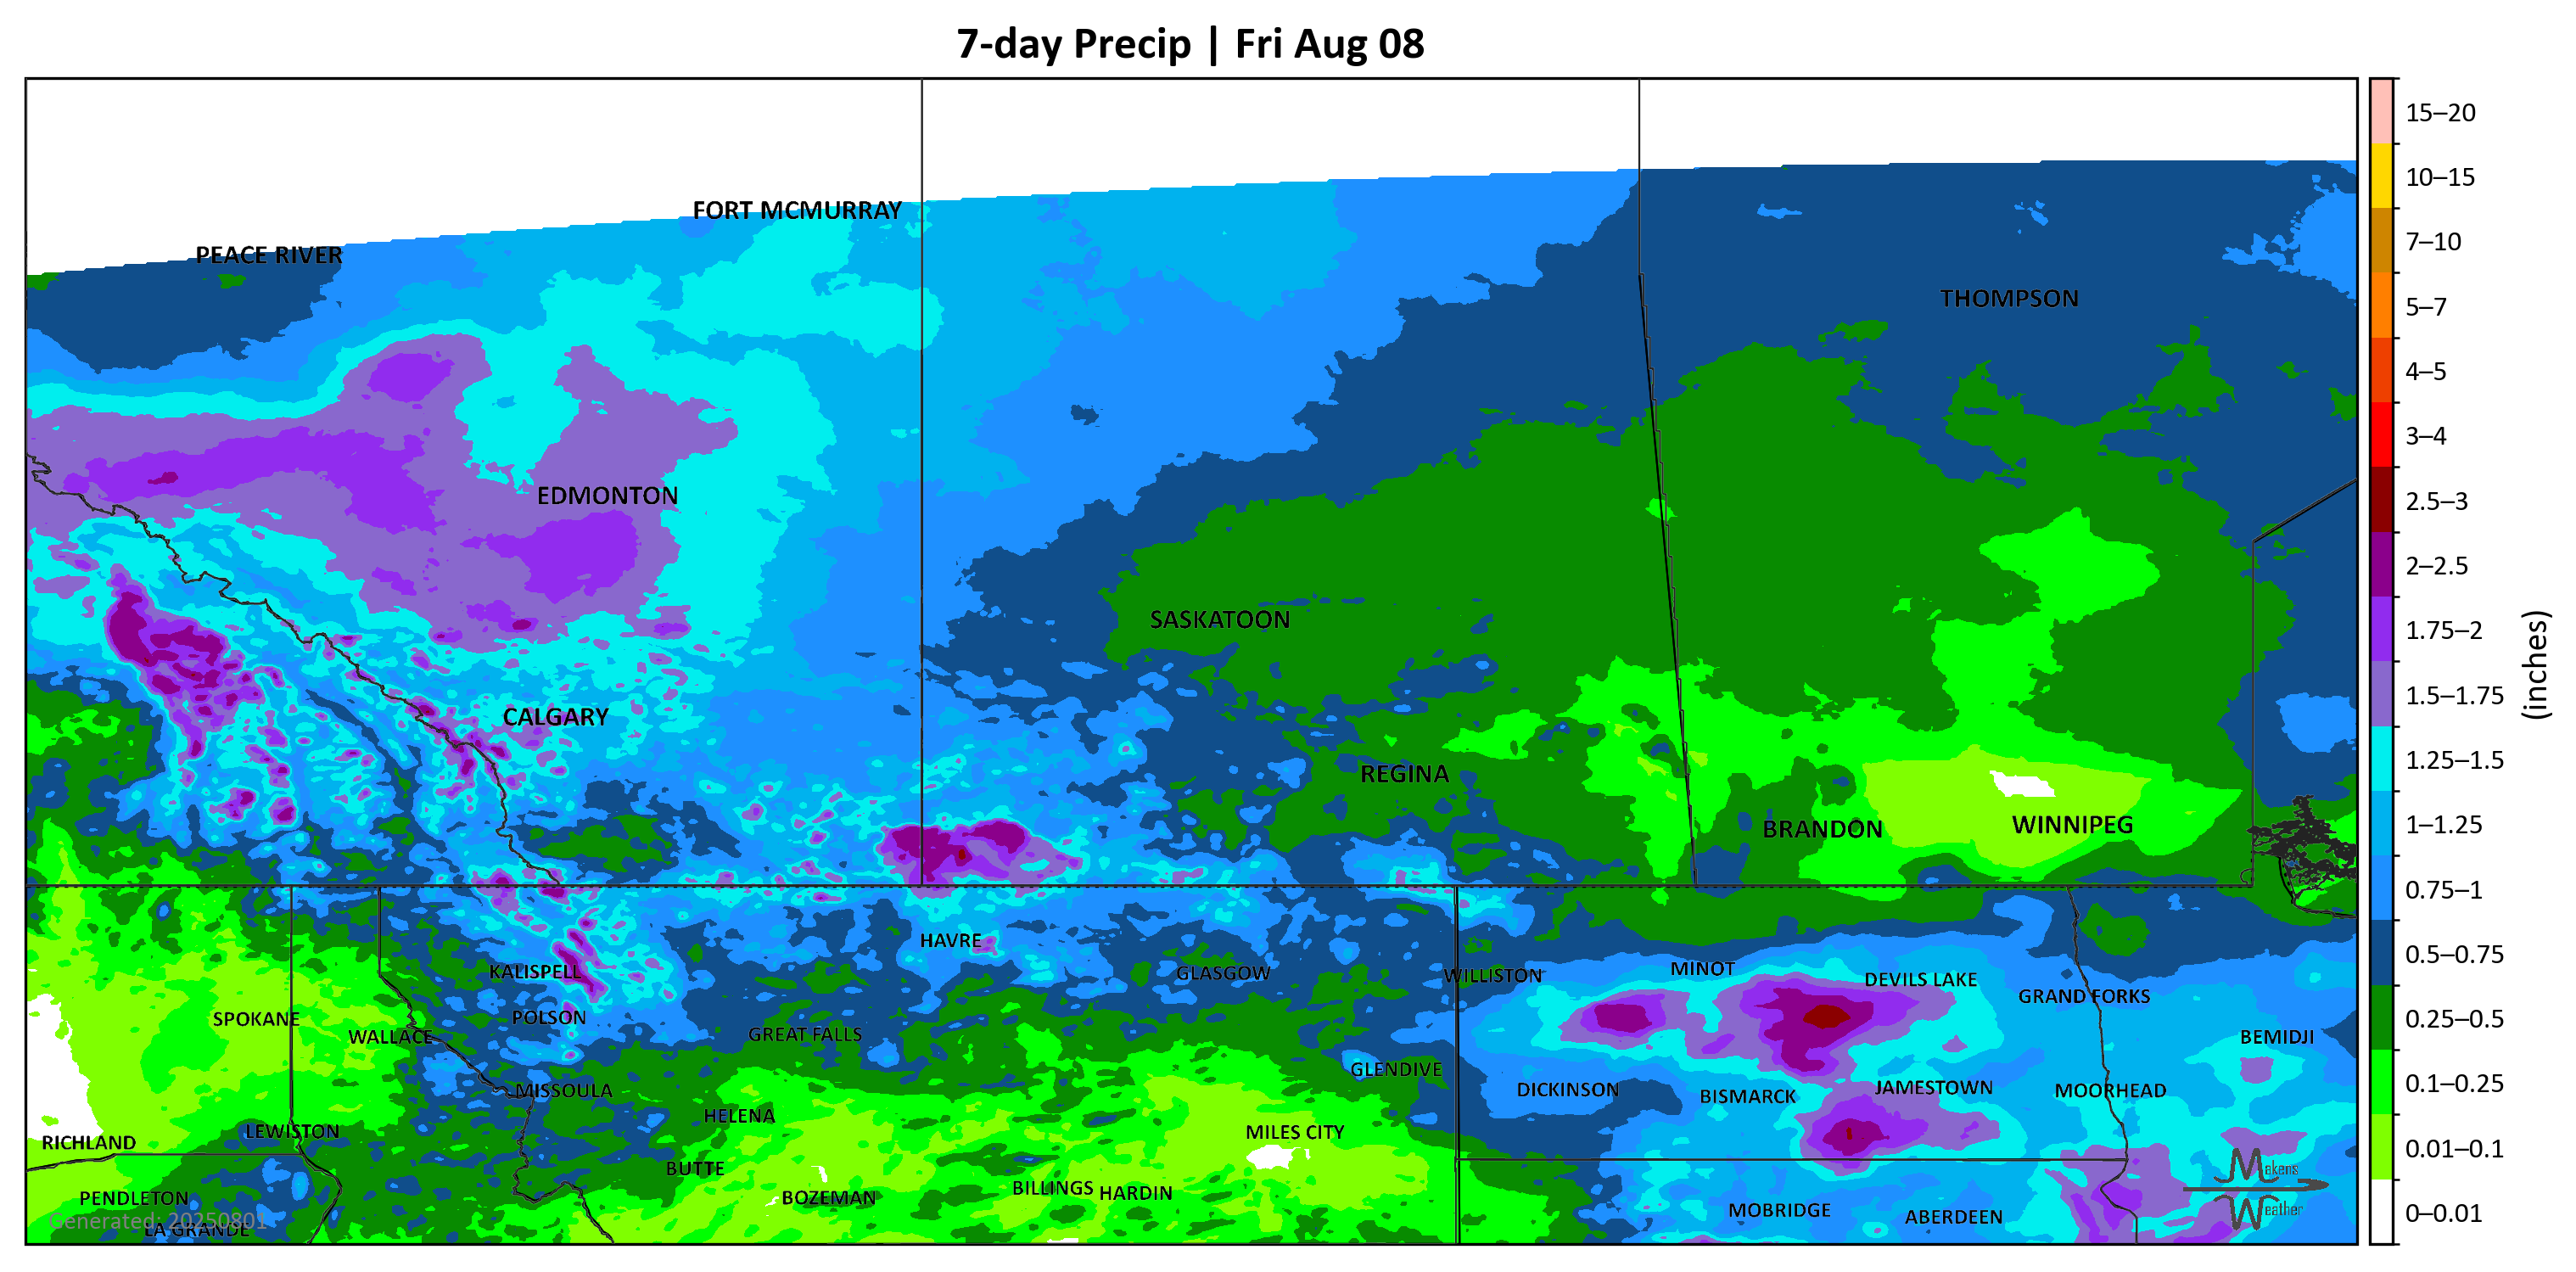 7-day Precip | Fri Aug 08
FORT MCMURRAY
PEACE RIVER
THOMPSON
EDMONTON
SASKATOON
CALGARY
REGINA
BRANDON
WINNIPEG
HAVRE
KALISPELL
GLASGOW
WILLISTON
MINOT
DEVILS LAKE
GRAND FORKS
SPOKANE
POLSON
WALLACE
GREAT FALLS
BEMIDJI
GLENDIVE
MISSOULA
DICKINSON
BISMARCK
JAMESTOWN
MOORHEAD
HELENA
LEWISTON
MILES CITY
RICHLAND
BUTTE
PENDLETON
BOZEMAN
BILLINGS
HARDIN
MOBRIDGE
ABERDEEN
Generated: 20250801
LA GRANDE
Makens
Weather
15–20
10–15
7–10
5–7
4–5
3–4
2.5–3
2–2.5
1.75–2
1.5–1.75
1.25–1.5
1–1.25
0.75–1
0.5–0.75
0.25–0.5
0.1–0.25
0.01–0.1
0–0.01
(inches)